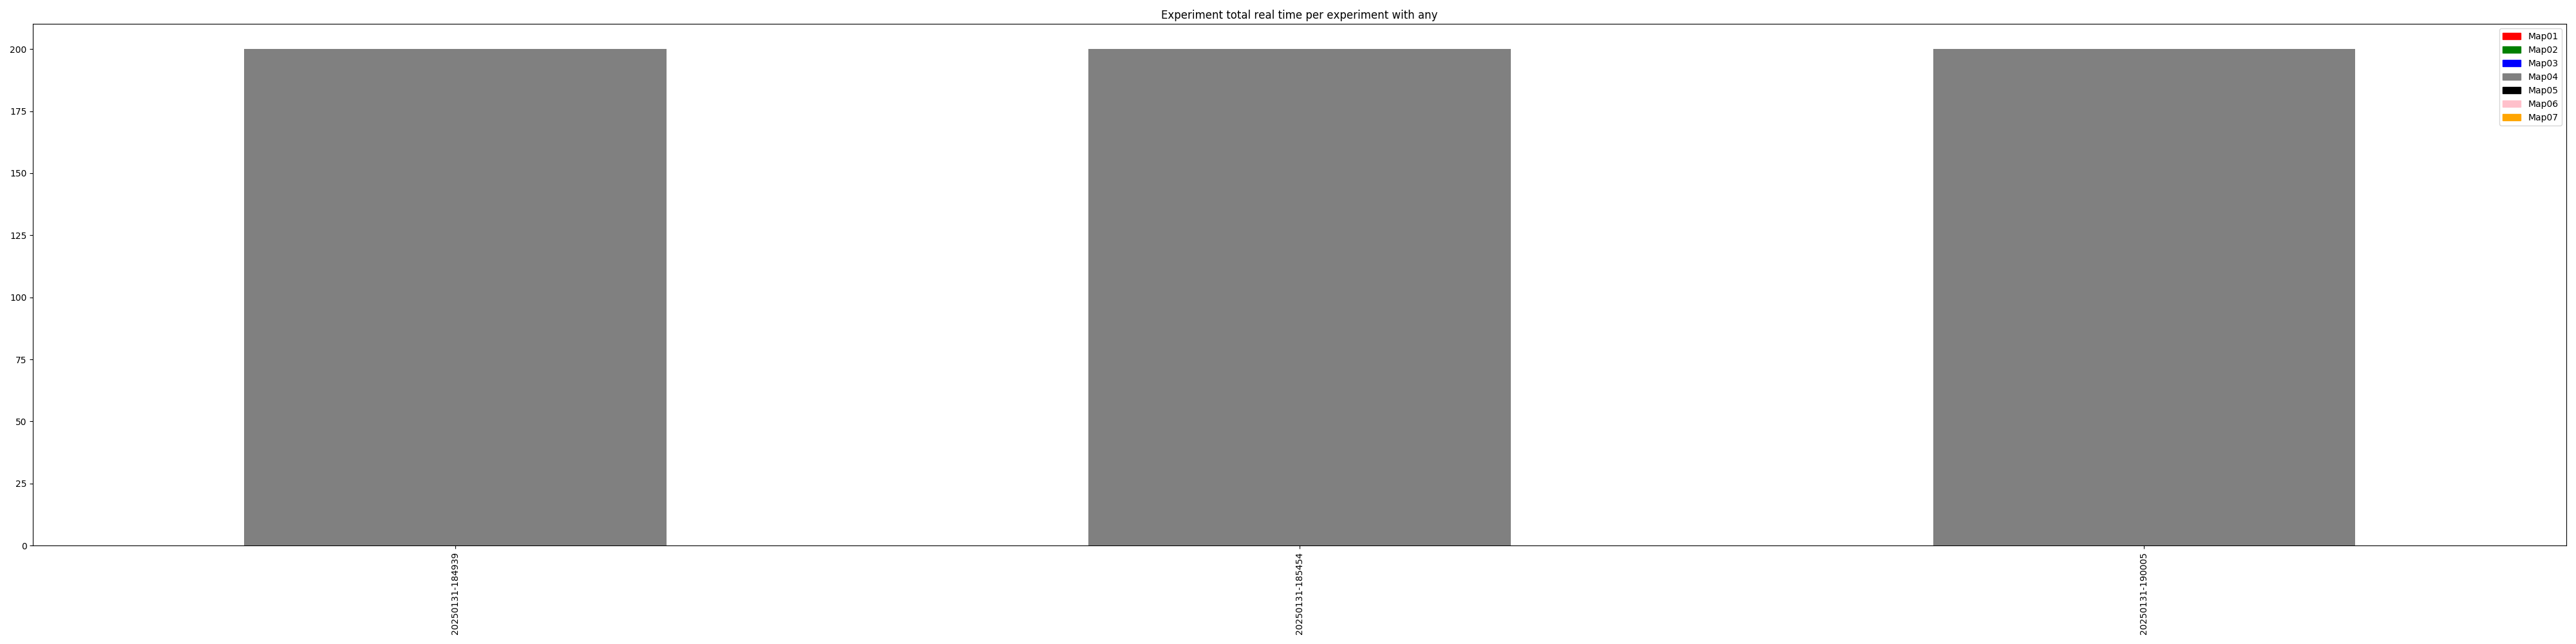 Experiment total real time per experiment with any
200
175
150
125
100
75
50
25
0
Map01
Map02
Map03
Map04
Map05
Map06
Map07
20250131-184939
20250131-185454
20250131-190005